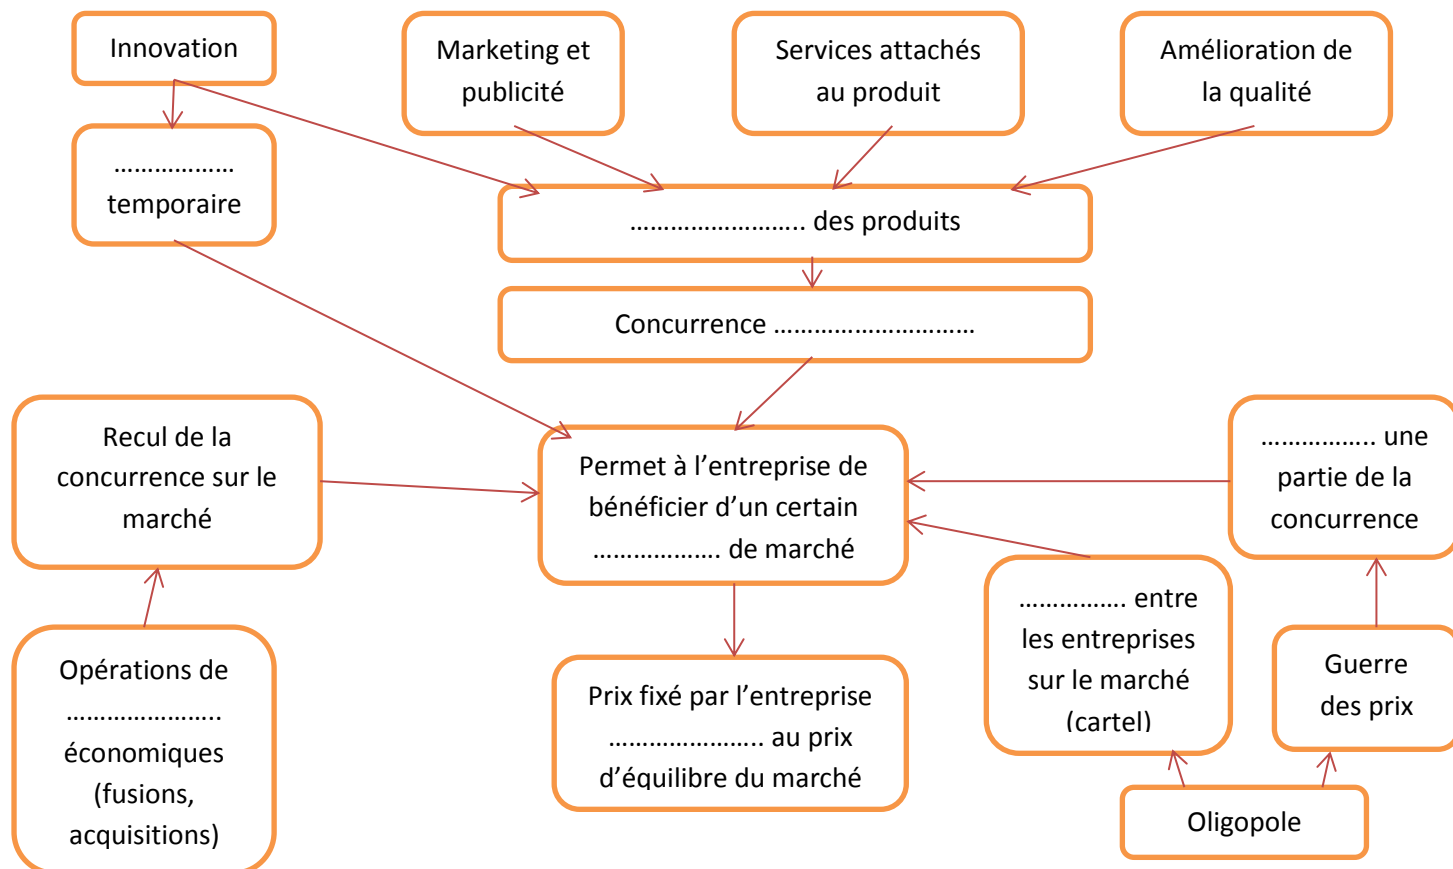 Innovation
Marketing et
publicité
Services attachés
au produit
Amélioration de
la qualité
………………
temporaire
…………………….. des produits
Concurrence …………………………
Recul de la
concurrence sur le
marché
Permet à l’entreprise de
bénéficier d’un certain
………………. de marché
…………….. une
partie de la
concurrence
Opérations de
…………………..
économiques
(fusions,
acquisitions)
Prix fixé par l’entreprise
………………….. au prix
d’équilibre du marché
……………. entre
les entreprises
sur le marché
(cartel)
Guerre
des prix
Oligopole